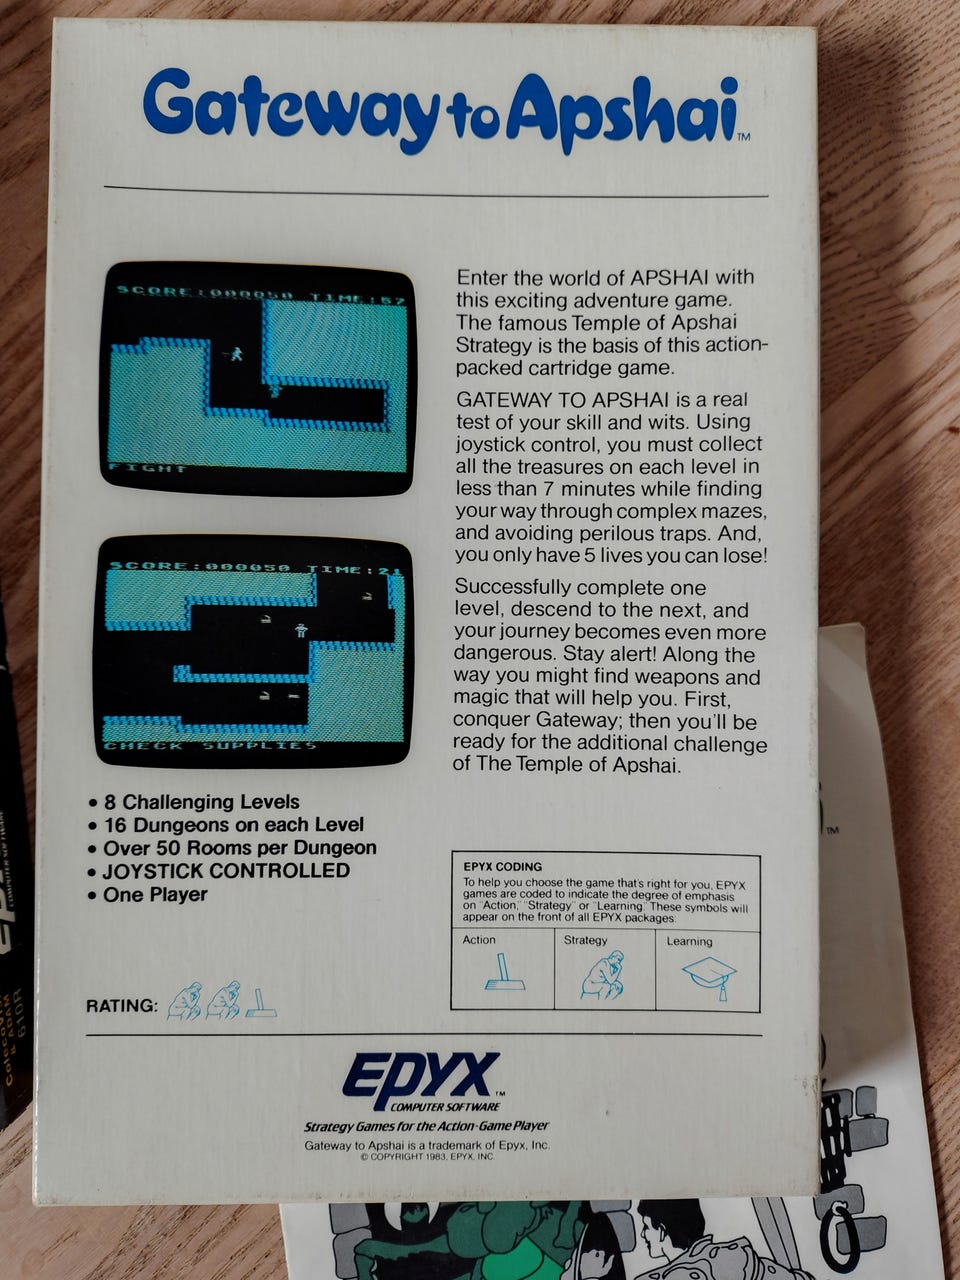 Gateway to Apshai™
SCORE:000050 TIME:57
FIGHT
SCORE:000050 TIME:21
CHECK SUPPLIES
• 8 Challenging Levels
• 16 Dungeons on each Level
• Over 50 Rooms per Dungeon
• JOYSTICK CONTROLLED
• One Player
RATING:
Enter the world of APSHAI with
this exciting adventure game.
The famous Temple of Apshai
Strategy is the basis of this action-
packed cartridge game.
GATEWAY TO APSHAI is a real
test of your skill and wits. Using
joystick control, you must collect
all the treasures on each level in
less than 7 minutes while finding
your way through complex mazes,
and avoiding perilous traps. And,
you only have 5 lives you can lose!
Successfully complete one
level, descend to the next, and
your journey becomes even more
dangerous. Stay alert! Along the
way you might find weapons and
magic that will help you. First,
conquer Gateway; then you'll be
ready for the additional challenge
of The Temple of Apshai.
EPYX CODING
To help you choose the game that's right for you, EPYX
games are coded to indicate the degree of emphasis
on "Action," "Strategy" or "Learning." These symbols will
appear on the front of all EPYX packages:
Action
Strategy
Learning
EPYX™
COMPUTER SOFTWARE
Strategy Games for the Action-Game Player
Gateway to Apshai is a trademark of Epyx, Inc.
© COPYRIGHT 1983, EPYX, INC.
COMPUTER SOFTWARE
ColecoVision
& ADAM
610R
TM